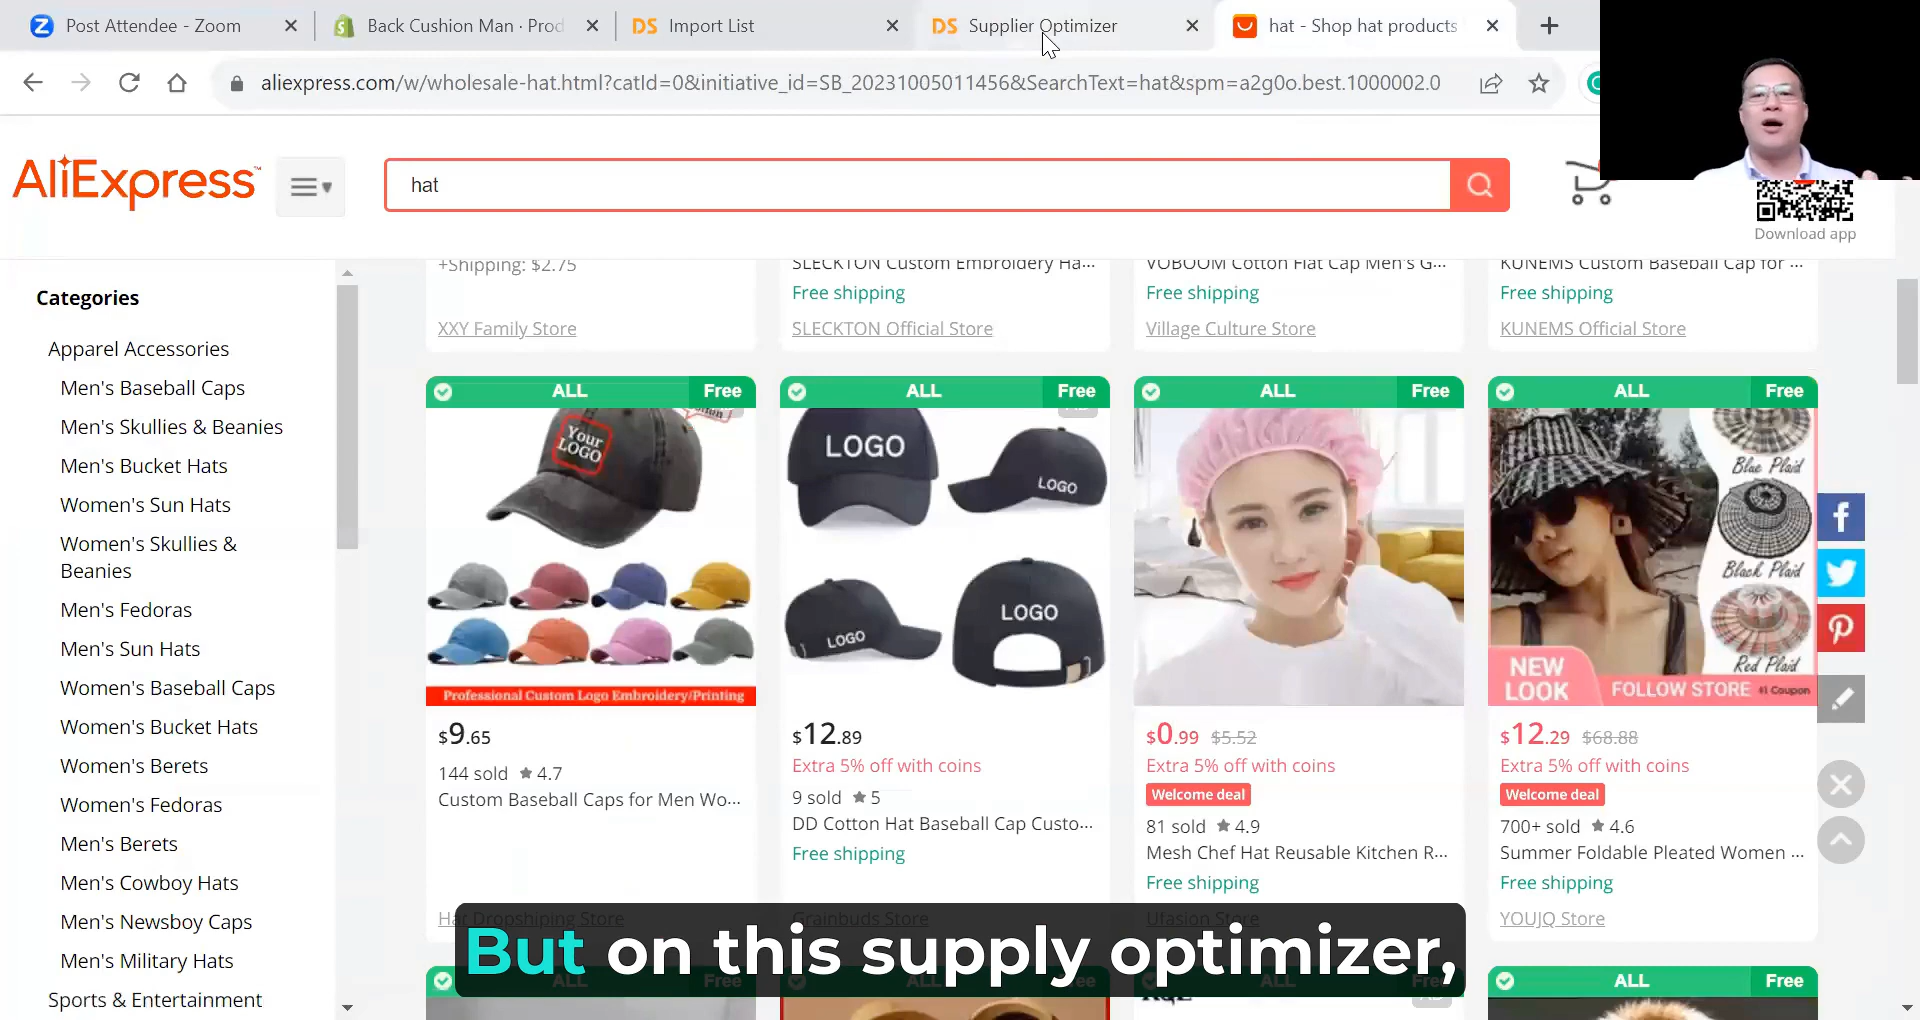 Post Attendee - Zoom
Back Cushion Man · Prod
DS Import List
DS Supplier Optimizer
hat - Shop hat products
aliexpress.com/w/wholesale-hat.html?catId=0&initiative_id=SB_20231005011456&SearchText=hat&spm=a2g0o.best.1000002.0
AliExpress
hat
Download app
Categories
Apparel Accessories
Men's Baseball Caps
Men's Skullies & Beanies
Men's Bucket Hats
Women's Sun Hats
Women's Skullies &
Beanies
Men's Fedoras
Men's Sun Hats
Women's Baseball Caps
Women's Bucket Hats
Women's Berets
Women's Fedoras
Men's Berets
Men's Cowboy Hats
Men's Newsboy Caps
Men's Military Hats
Sports & Entertainment
+Shipping: $2.75
XXY Family Store
SLECKTON Custom Embroidery Ha...
Free shipping
SLECKTON Official Store
VOBOOM Cotton Flat Cap Men's G...
Free shipping
Village Culture Store
KUNEMS Custom Baseball Cap for ...
Free shipping
KUNEMS Official Store
ALL Free
Your
LOGO
Professional Custom Logo Embroidery/Printing
$9.65
144 sold 4.7
Custom Baseball Caps for Men Wo...
Hat Dropshiping Store
ALL Free
AD
LOGO
LOGO
LOGO
LOGO
$12.89
Extra 5% off with coins
9 sold 5
DD Cotton Hat Baseball Cap Custo...
Free shipping
Grainbuds Store
ALL Free
$0.99 $5.52
Extra 5% off with coins
Welcome deal
81 sold 4.9
Mesh Chef Hat Reusable Kitchen R...
Free shipping
Ufasion Store
ALL Free
Blue Plaid
Black Plaid
Red Plaid
NEW
LOOK
FOLLOW STORE #1 Coupon
$12.29 $68.88
Extra 5% off with coins
Welcome deal
700+ sold 4.6
Summer Foldable Pleated Women ...
Free shipping
YOUJQ Store
But on this supply optimizer,
ALL Free
ALL Free
ALL Free
AD
ALL Free